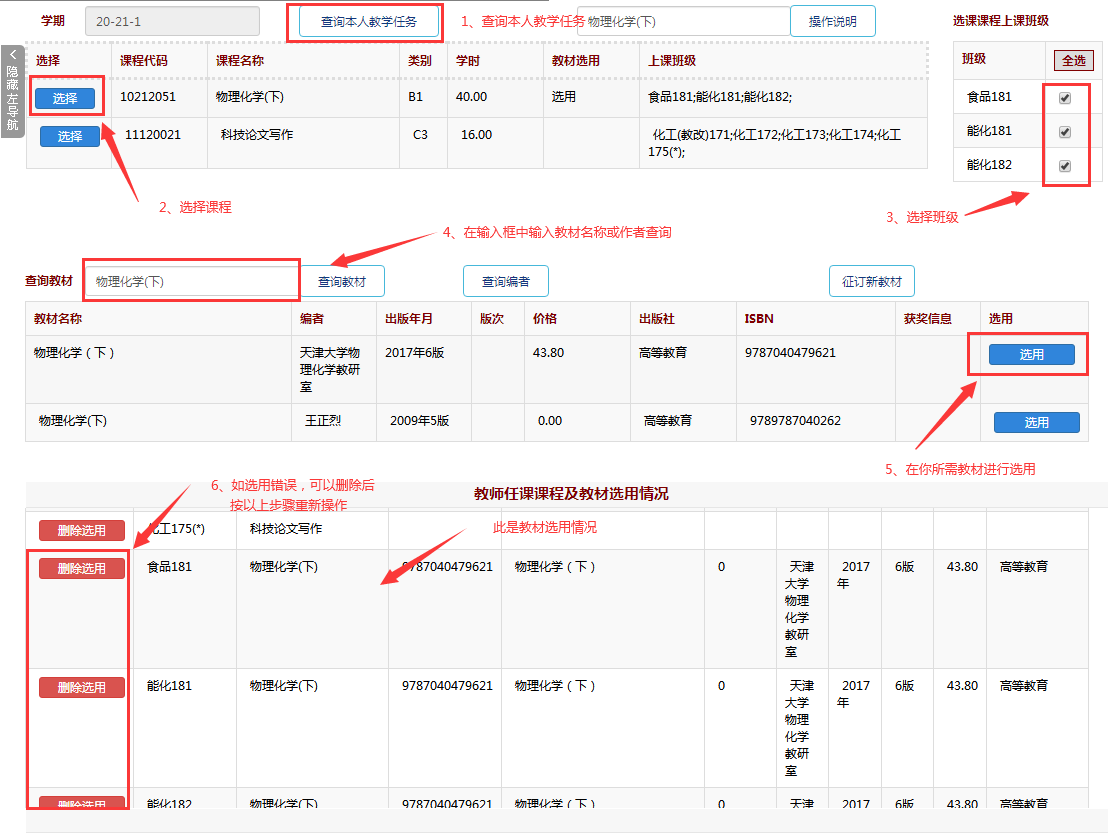 学期 20-21-1 查询本人教学任务 1、查询本人教学任务 物理化学(下) 操作说明 选课课程上课班级
隐藏左导航
选择 课程代码 课程名称 类别 学时 教材选用 上课班级
选择 10212051 物理化学(下) B1 40.00 选用 食品181;能化181;能化182;
选择 11120021 科技论文写作 C3 16.00 化工(教改)171;化工172;化工173;化工174;化工
175(*);
班级 全选
食品181
能化181
能化182
2、选择课程
3、选择班级
4、在输入框中输入教材名称或作者查询
查询教材 物理化学(下) 查询教材 查询编者 征订新教材
教材名称 编者 出版年月 版次 价格 出版社 ISBN 获奖信息 选用
物理化学（下） 天津大学物 2017年6版 43.80 高等教育 9787040479621 选用
理化学教研
室
物理化学(下) 王正烈 2009年5版 0.00 高等教育 9789787040262 选用
5、在你所需教材进行选用
6、如选用错误，可以删除后
按以上步骤重新操作
教师任课课程及教材选用情况
此是教材选用情况
删除选用 化工175(*) 科技论文写作
删除选用 食品181 物理化学(下) 9787040479621 物理化学（下） 0 天津 2017 6版 43.80 高等教育
大学 年
物理
化学
教研
室
删除选用 能化181 物理化学(下) 9787040479621 物理化学（下） 0 天津 2017 6版 43.80 高等教育
大学 年
物理
化学
教研
室
删除选用 能化182 物理化学(下) 9787040479621 物理化学（下） 0 天津 2017 6版 43.80 高等教育